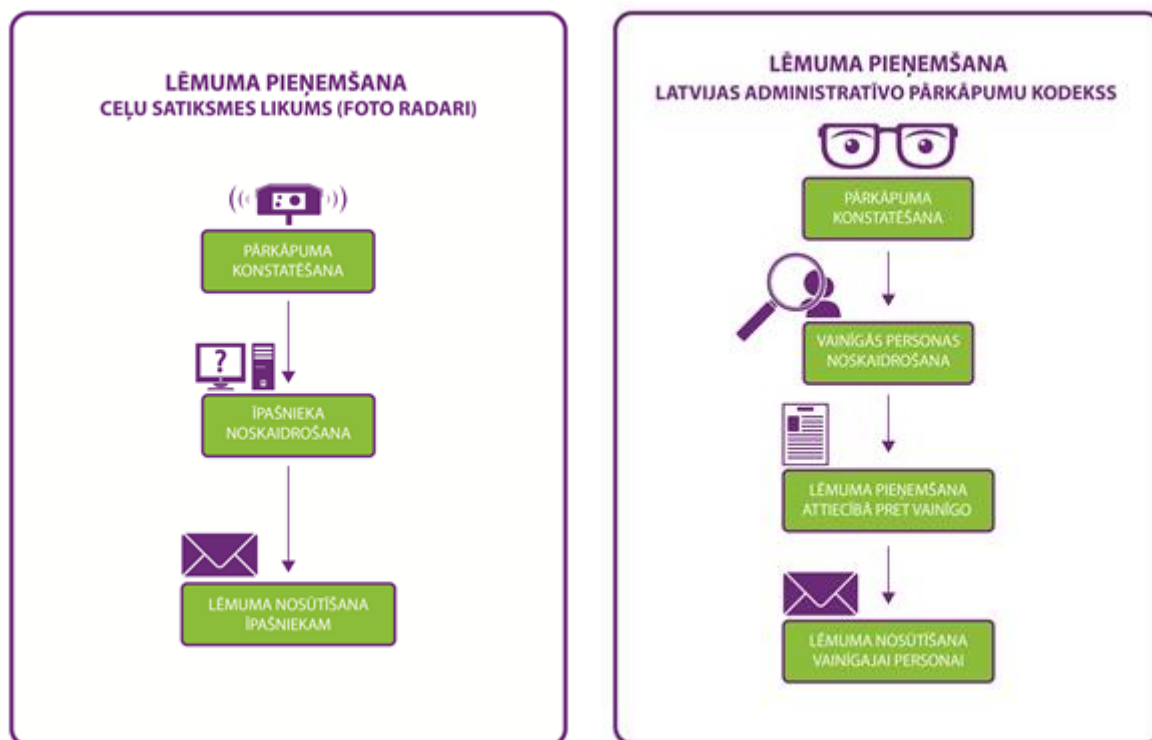 LĒMUMA PIEŅEMŠANA
CEĻU SATIKSMES LIKUMS (FOTO RADARI)
PĀRKĀPUMA
KONSTATĒŠANA
?
ĪPAŠNIEKA
NOSKAIDROŠANA
LĒMUMA NOSŪTĪŠANA
ĪPAŠNIEKAM
LĒMUMA PIEŅEMŠANA
LATVIJAS ADMINISTRATĪVO PĀRKĀPUMU KODEKSS
PĀRKĀPUMA
KONSTATĒŠANA
VAINĪGĀS PERSONAS
NOSKAIDROŠANA
LĒMUMA PIEŅEMŠANA
ATTIECĪBĀ PRET VAINĪGO
LĒMUMA NOSŪTĪŠANA
VAINĪGAJAI PERSONAI